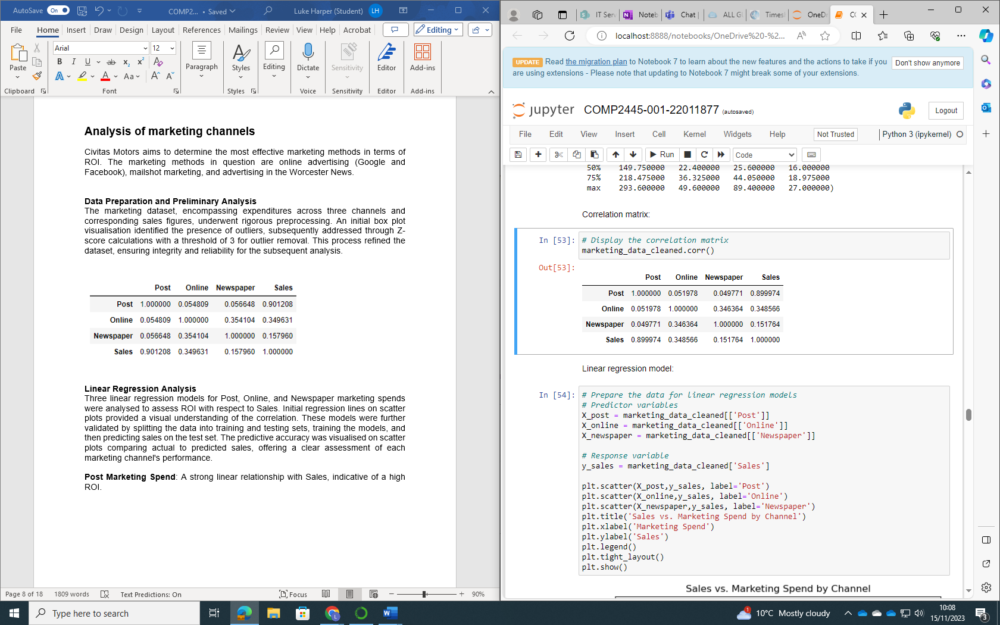 AutoSave On COMP2... • Saved Luke Harper (Student) LH
File Home Insert Draw Design Layout References Mailings Review View Help Acrobat Editing
Arial 12
Paste
B I U ab x₂ x²
A A Aa A A
Paragraph Styles Editing Dictate Sensitivity Editor Add-ins
Clipboard Font Styles Voice Sensitivity Editor Add-ins
Analysis of marketing channels
Civitas Motors aims to determine the most effective marketing methods in terms of
ROI. The marketing methods in question are online advertising (Google and
Facebook), mailshot marketing, and advertising in the Worcester News.
Data Preparation and Preliminary Analysis
The marketing dataset, encompassing expenditures across three channels and
corresponding sales figures, underwent rigorous preprocessing. An initial box plot
visualisation identified the presence of outliers, subsequently addressed through Z-
score calculations with a threshold of 3 for outlier removal. This process refined the
dataset, ensuring integrity and reliability for the subsequent analysis.
Post Online Newspaper Sales
Post 1.000000 0.054809 0.056648 0.901208
Online 0.054809 1.000000 0.354104 0.349631
Newspaper 0.056648 0.354104 1.000000 0.157960
Sales 0.901208 0.349631 0.157960 1.000000
Linear Regression Analysis
Three linear regression models for Post, Online, and Newspaper marketing spends
were analysed to assess ROI with respect to Sales. Initial regression lines on scatter
plots provided a visual understanding of the correlation. These models were further
validated by splitting the data into training and testing sets, training the models, and
then predicting sales on the test set. The predictive accuracy was visualised on scatter
plots comparing actual to predicted sales, offering a clear assessment of each
marketing channel's performance.
Post Marketing Spend: A strong linear relationship with Sales, indicative of a high
ROI.
Page 8 of 18 1809 words Text Predictions: On Focus 90%
IT Ser Noteb Chat ALL G Times OneDr CO
localhost:8888/notebooks/OneDrive%20-%2...
UPDATE Read the migration plan to Notebook 7 to learn about the new features and the actions to take if you
are using extensions - Please note that updating to Notebook 7 might break some of your extensions.
Don't show anymore
jupyter COMP2445-001-22011877 (autosaved) Logout
File Edit View Insert Cell Kernel Widgets Help Not Trusted Python 3 (ipykernel)
Run Code
50% 149.750000 22.400000 25.600000 16.000000
75% 218.475000 36.325000 44.050000 18.975000
max 293.600000 49.600000 89.400000 27.000000)
Correlation matrix:
In [53]: # Display the correlation matrix
marketing_data_cleaned.corr()
Out[53]:
Post Online Newspaper Sales
Post 1.000000 0.051978 0.049771 0.899974
Online 0.051978 1.000000 0.346364 0.348566
Newspaper 0.049771 0.346364 1.000000 0.151764
Sales 0.899974 0.348566 0.151764 1.000000
Linear regression model:
In [54]: # Prepare the data for linear regression models
# Predictor variables
X_post = marketing_data_cleaned[['Post']]
X_online = marketing_data_cleaned[['Online']]
X_newspaper = marketing_data_cleaned[['Newspaper']]
# Response variable
y_sales = marketing_data_cleaned['Sales']
plt.scatter(X_post,y_sales, label='Post')
plt.scatter(X_online,y_sales, label='Online')
plt.scatter(X_newspaper,y_sales, label='Newspaper')
plt.title('Sales vs. Marketing Spend by Channel')
plt.xlabel('Marketing Spend')
plt.ylabel('Sales')
plt.legend()
plt.tight_layout()
plt.show()
Sales vs. Marketing Spend by Channel
Type here to search
10°C Mostly cloudy
10:08
15/11/2023
3